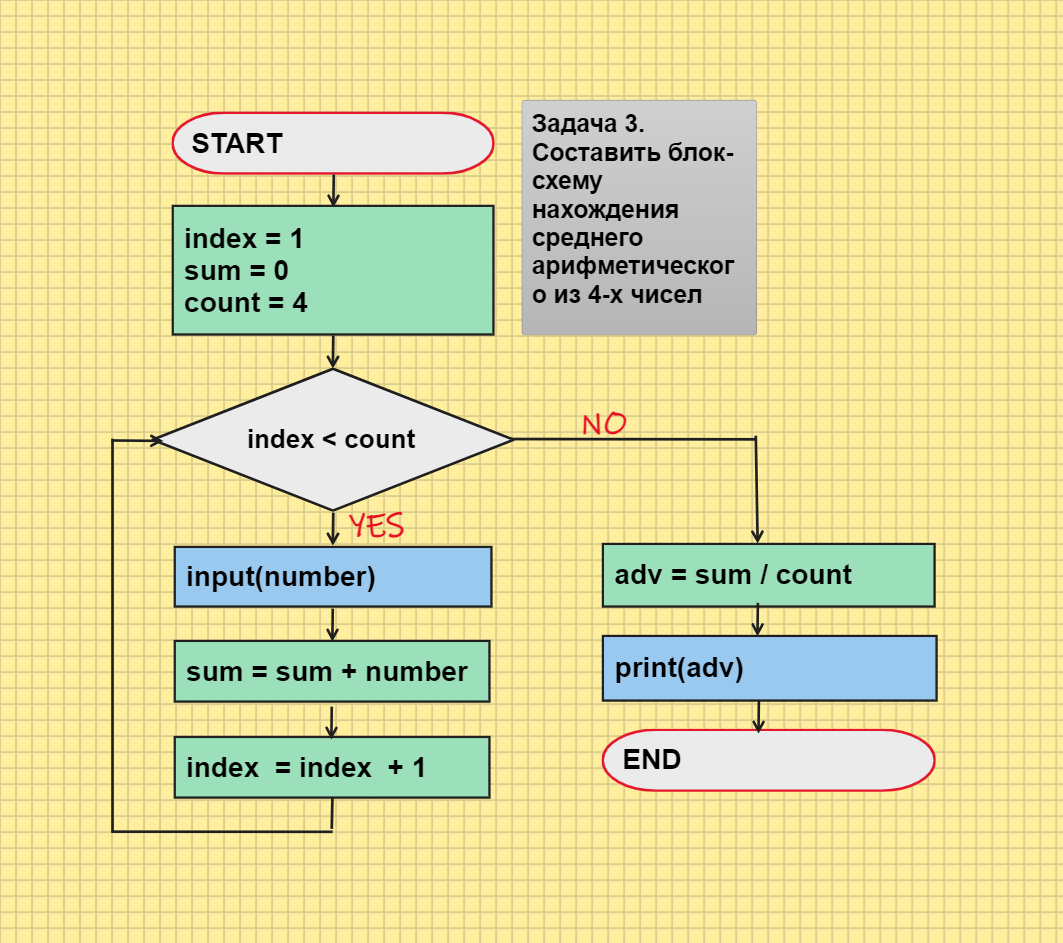 START
Задача 3.
Составить блок-
схему
нахождения
среднего
арифметическог
о из 4-х чисел
index = 1
sum = 0
count = 4
index < count
NO
YES
input(number)
sum = sum + number
index  = index  + 1
adv = sum / count
print(adv)
END